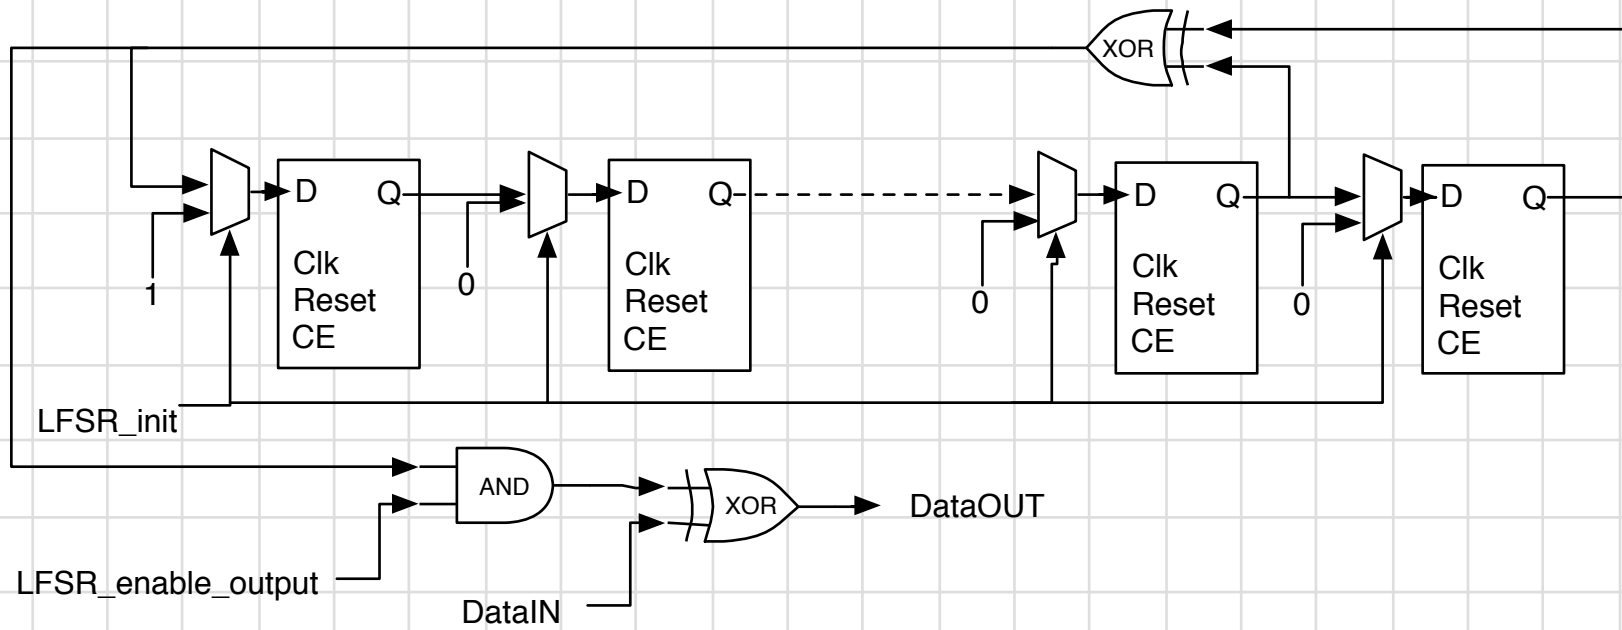 XOR
D Q
D Q
D Q
D Q
Clk
Reset
CE
Clk
Reset
CE
Clk
Reset
CE
Clk
Reset
CE
1
0
0
0
LFSR_init
AND
XOR
DataOUT
LFSR_enable_output
DataIN